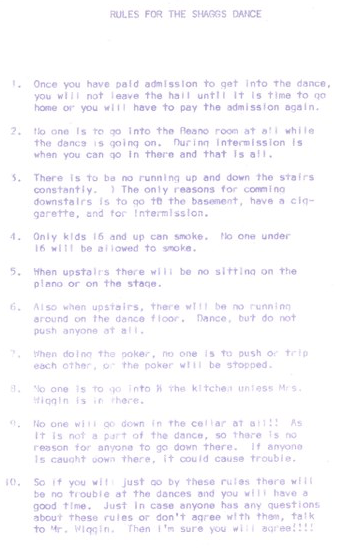 RULES FOR THE SHAGGS DANCE
1. Once you have paid admission to get into the dance,
you will not leave the hall until it is time to go
home or you will have to pay the admission again.
2. No one is to go into the Beano room at all while
the dance is going on. During intermission is
when you can go in there and that is all.
3. There is to be no running up and down the stairs
constantly. ) The only reasons for comming
downstairs is to go to the basement, have a cig-
garette, and for intermission.
4. Only kids 16 and up can smoke. No one under
16 will be allowed to smoke.
5. When upstairs there will be no sitting on the
piano or on the stage.
6. Also when upstairs, there will be no running
around on the dance floor. Dance, but do not
push anyone at all.
7. When doing the poker, no one is to push or trip
each other, or the poker will be stopped.
8. No one is to go into the kitchen unless Mrs.
Wiggin is in there.
9. No one will go down in the cellar at all!! As
it is not a part of the dance, so there is no
reason for anyone to go down there. If anyone
is caught down there, it could cause trouble.
10. So if you will just go by these rules there will
be no trouble at the dances and you will have a
good time. Just in case anyone has any questions
about these rules or don't agree with them, talk
to Mr. Wiggin. Then I'm sure you will agree!!!!